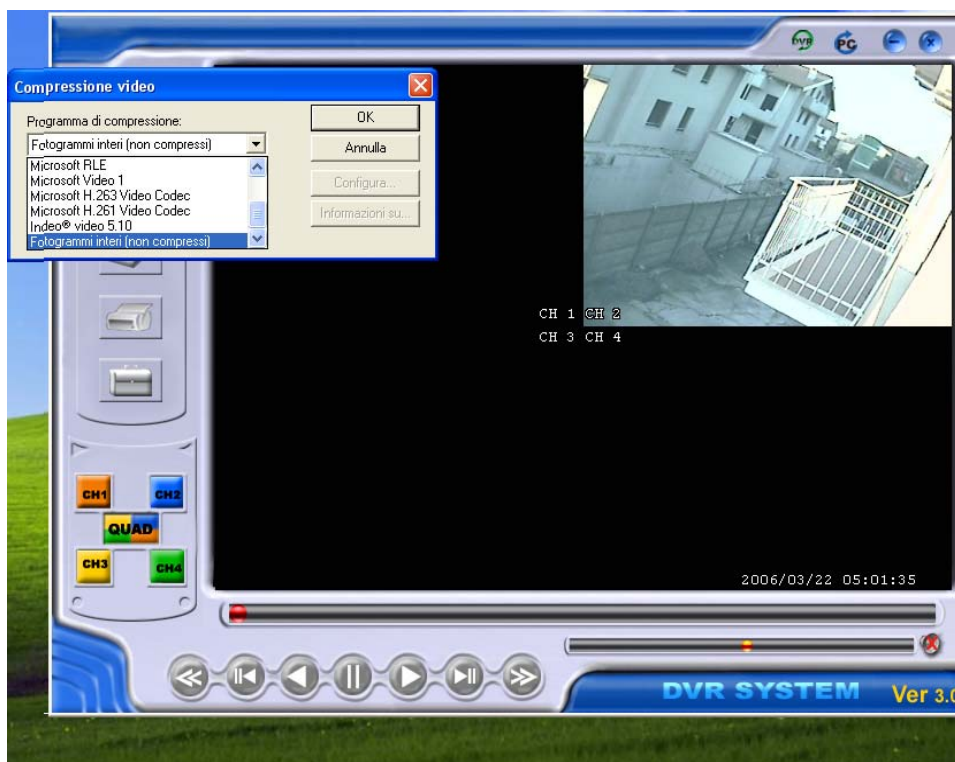 DVR PC
Compressione video
Programma di compressione:
OK
Fotogrammi interi (non compressi)
Annulla
Microsoft RLE
Microsoft Video 1
Configura...
Microsoft H.263 Video Codec
Microsoft H.261 Video Codec
Informazioni su...
Indeo® video 5.10
Fotogrammi interi (non compressi)
CH 1 CH 2
CH 3 CH 4
CH1 CH2
QUAD
CH3 CH4
2006/03/22 05:01:35
DVR SYSTEM Ver 3.0